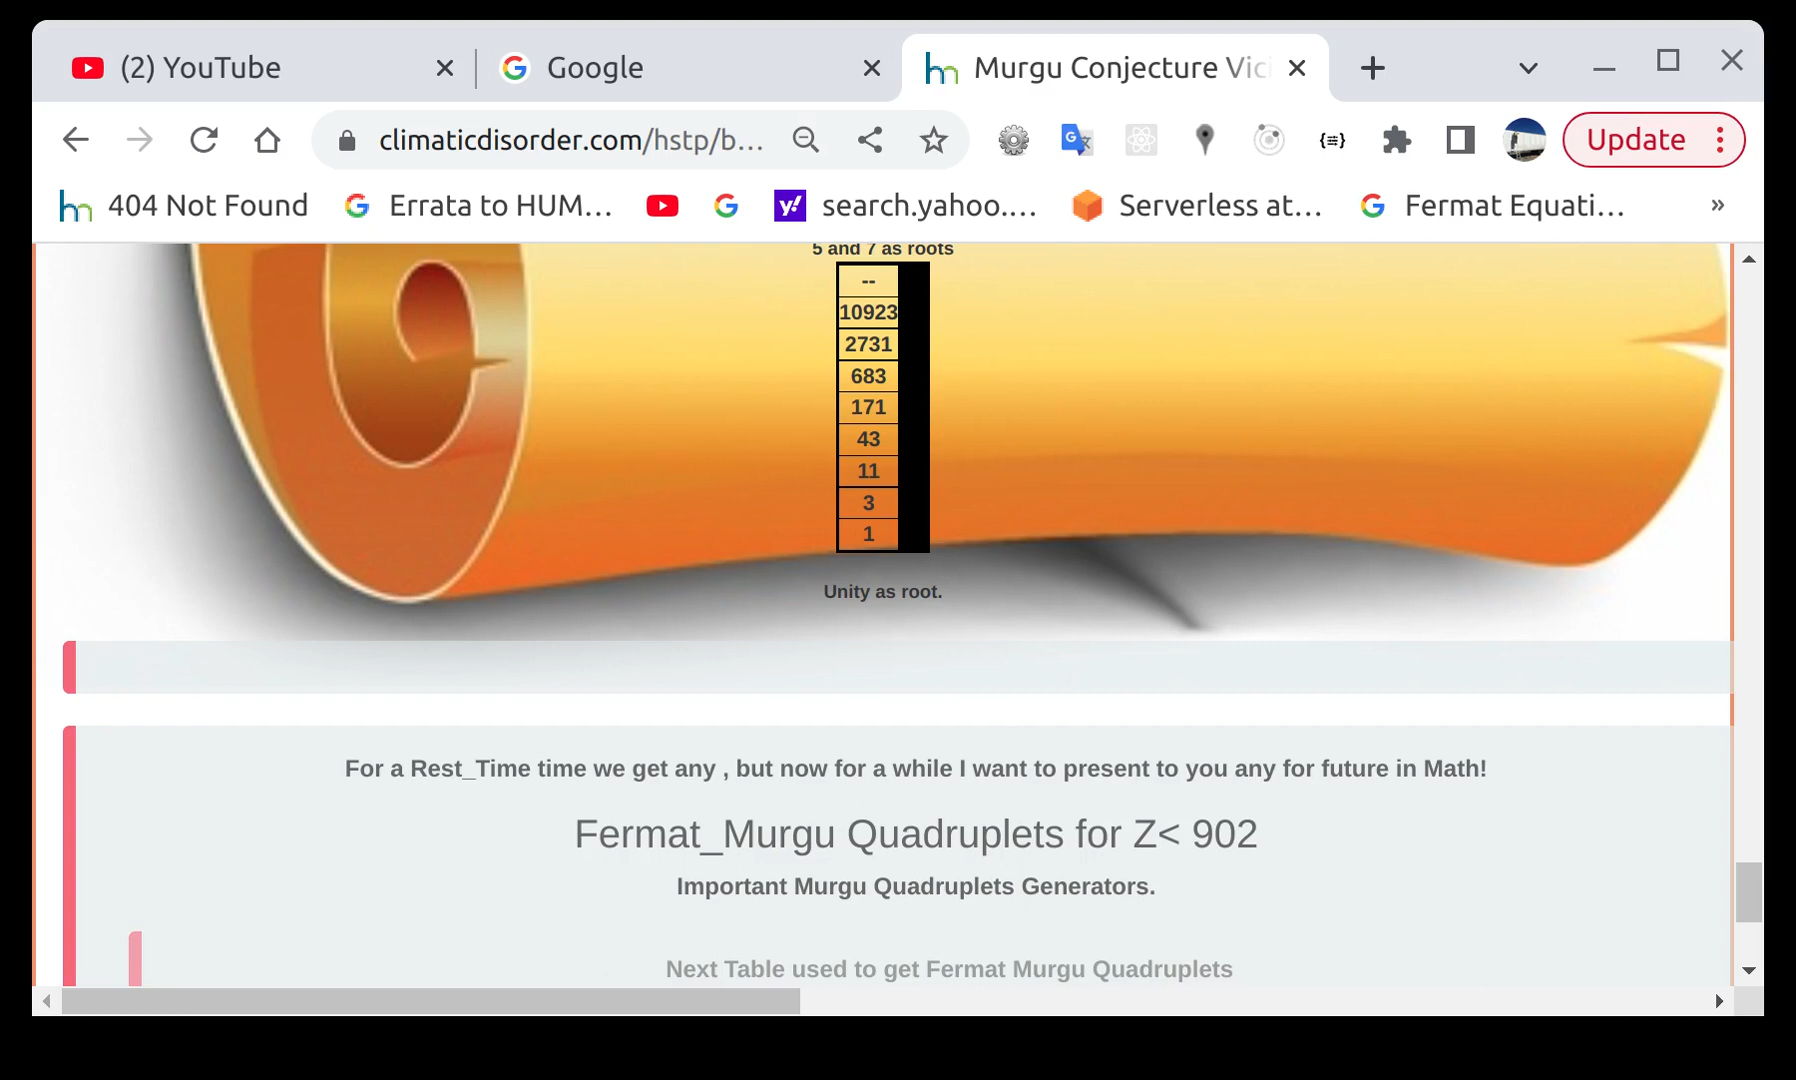 (2) YouTube
Google
Murgu Conjecture Vic
climaticdisorder.com/hstp/b...
Update
404 Not Found
Errata to HUM...
search.yahoo....
Serverless at...
Fermat Equati...
5 and 7 as roots
--
10923
2731
683
171
43
11
3
1
Unity as root.
For a Rest_Time time we get any , but now for a while I want to present to you any for future in Math!
Fermat_Murgu Quadruplets for Z< 902
Important Murgu Quadruplets Generators.
Next Table used to get Fermat Murgu Quadruplets